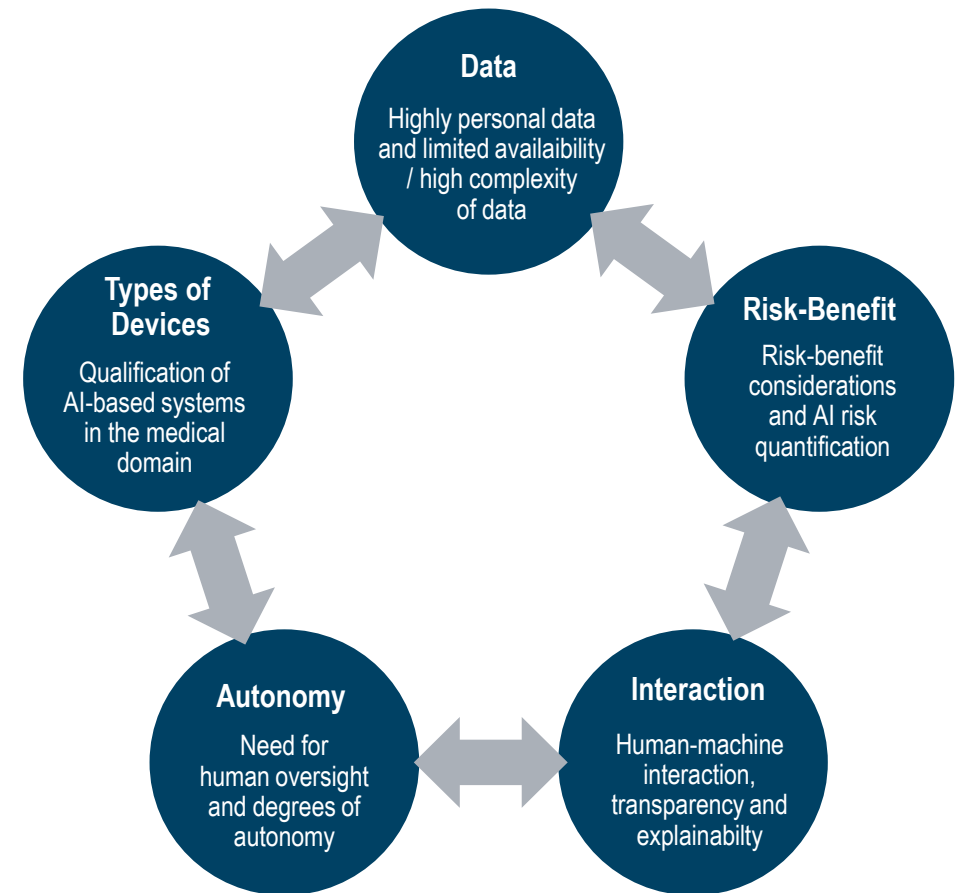 Data
Highly personal data
and limited availaibility
/ high complexity
of data
Types of
Devices
Qualification of
AI-based systems
in the medical
domain
Risk-Benefit
Risk-benefit
considerations
and AI risk
quantification
Autonomy
Need for
human oversight
and degrees of
autonomy
Interaction
Human-machine
interaction,
transparency and
explainabilty